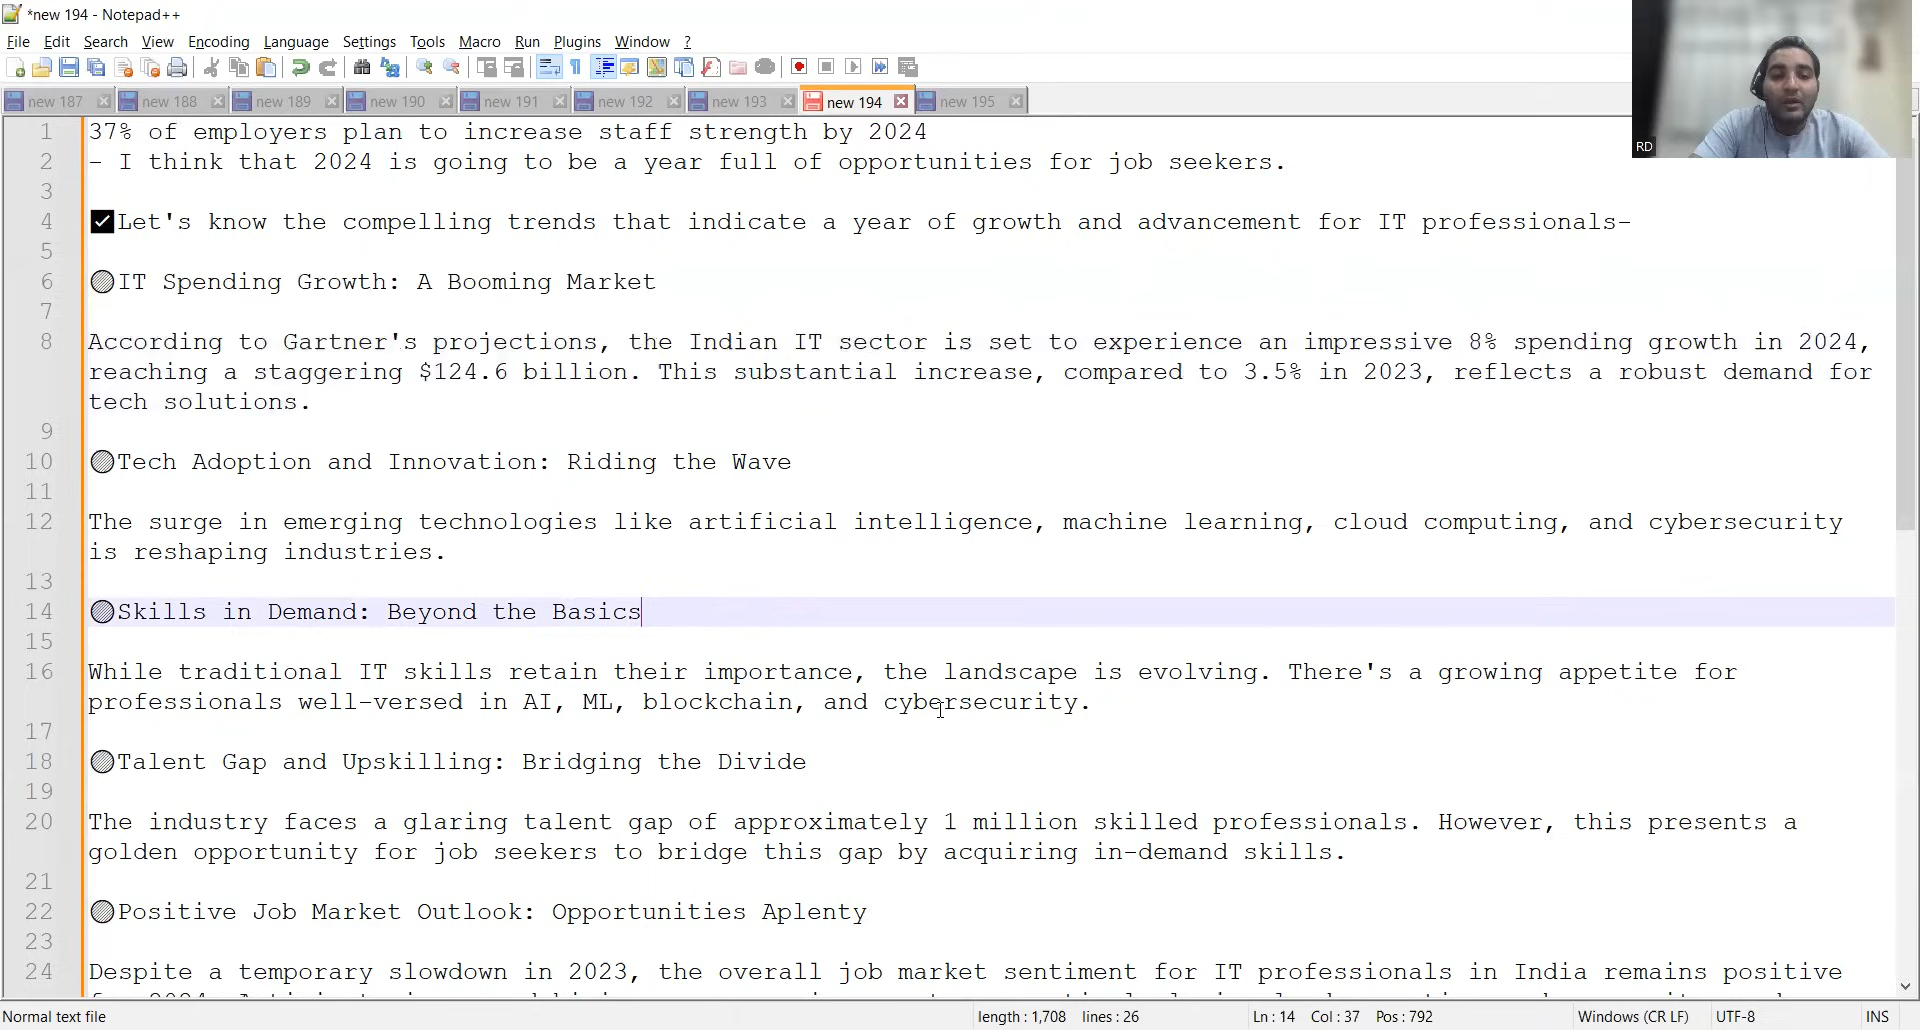 *new 194 - Notepad++
File Edit Search View Encoding Language Settings Tools Macro Run Plugins Window ?
new 187 new 188 new 189 new 190 new 191 new 192 new 193 new 194 new 195
RD
1 37% of employers plan to increase staff strength by 2024
2 - I think that 2024 is going to be a year full of opportunities for job seekers.
3
4 ✓Let's know the compelling trends that indicate a year of growth and advancement for IT professionals-
5
6 IT Spending Growth: A Booming Market
7
8 According to Gartner's projections, the Indian IT sector is set to experience an impressive 8% spending growth in 2024,
reaching a staggering $124.6 billion. This substantial increase, compared to 3.5% in 2023, reflects a robust demand for
tech solutions.
9
10 Tech Adoption and Innovation: Riding the Wave
11
12 The surge in emerging technologies like artificial intelligence, machine learning, cloud computing, and cybersecurity
is reshaping industries.
13
14 Skills in Demand: Beyond the Basics
15
16 While traditional IT skills retain their importance, the landscape is evolving. There's a growing appetite for
professionals well-versed in AI, ML, blockchain, and cybersecurity.
17
18 Talent Gap and Upskilling: Bridging the Divide
19
20 The industry faces a glaring talent gap of approximately 1 million skilled professionals. However, this presents a
golden opportunity for job seekers to bridge this gap by acquiring in-demand skills.
21
22 Positive Job Market Outlook: Opportunities Aplenty
23
24 Despite a temporary slowdown in 2023, the overall job market sentiment for IT professionals in India remains positive
Normal text file length : 1,708 lines : 26 Ln : 14 Col : 37 Pos : 792 Windows (CR LF) UTF-8 INS